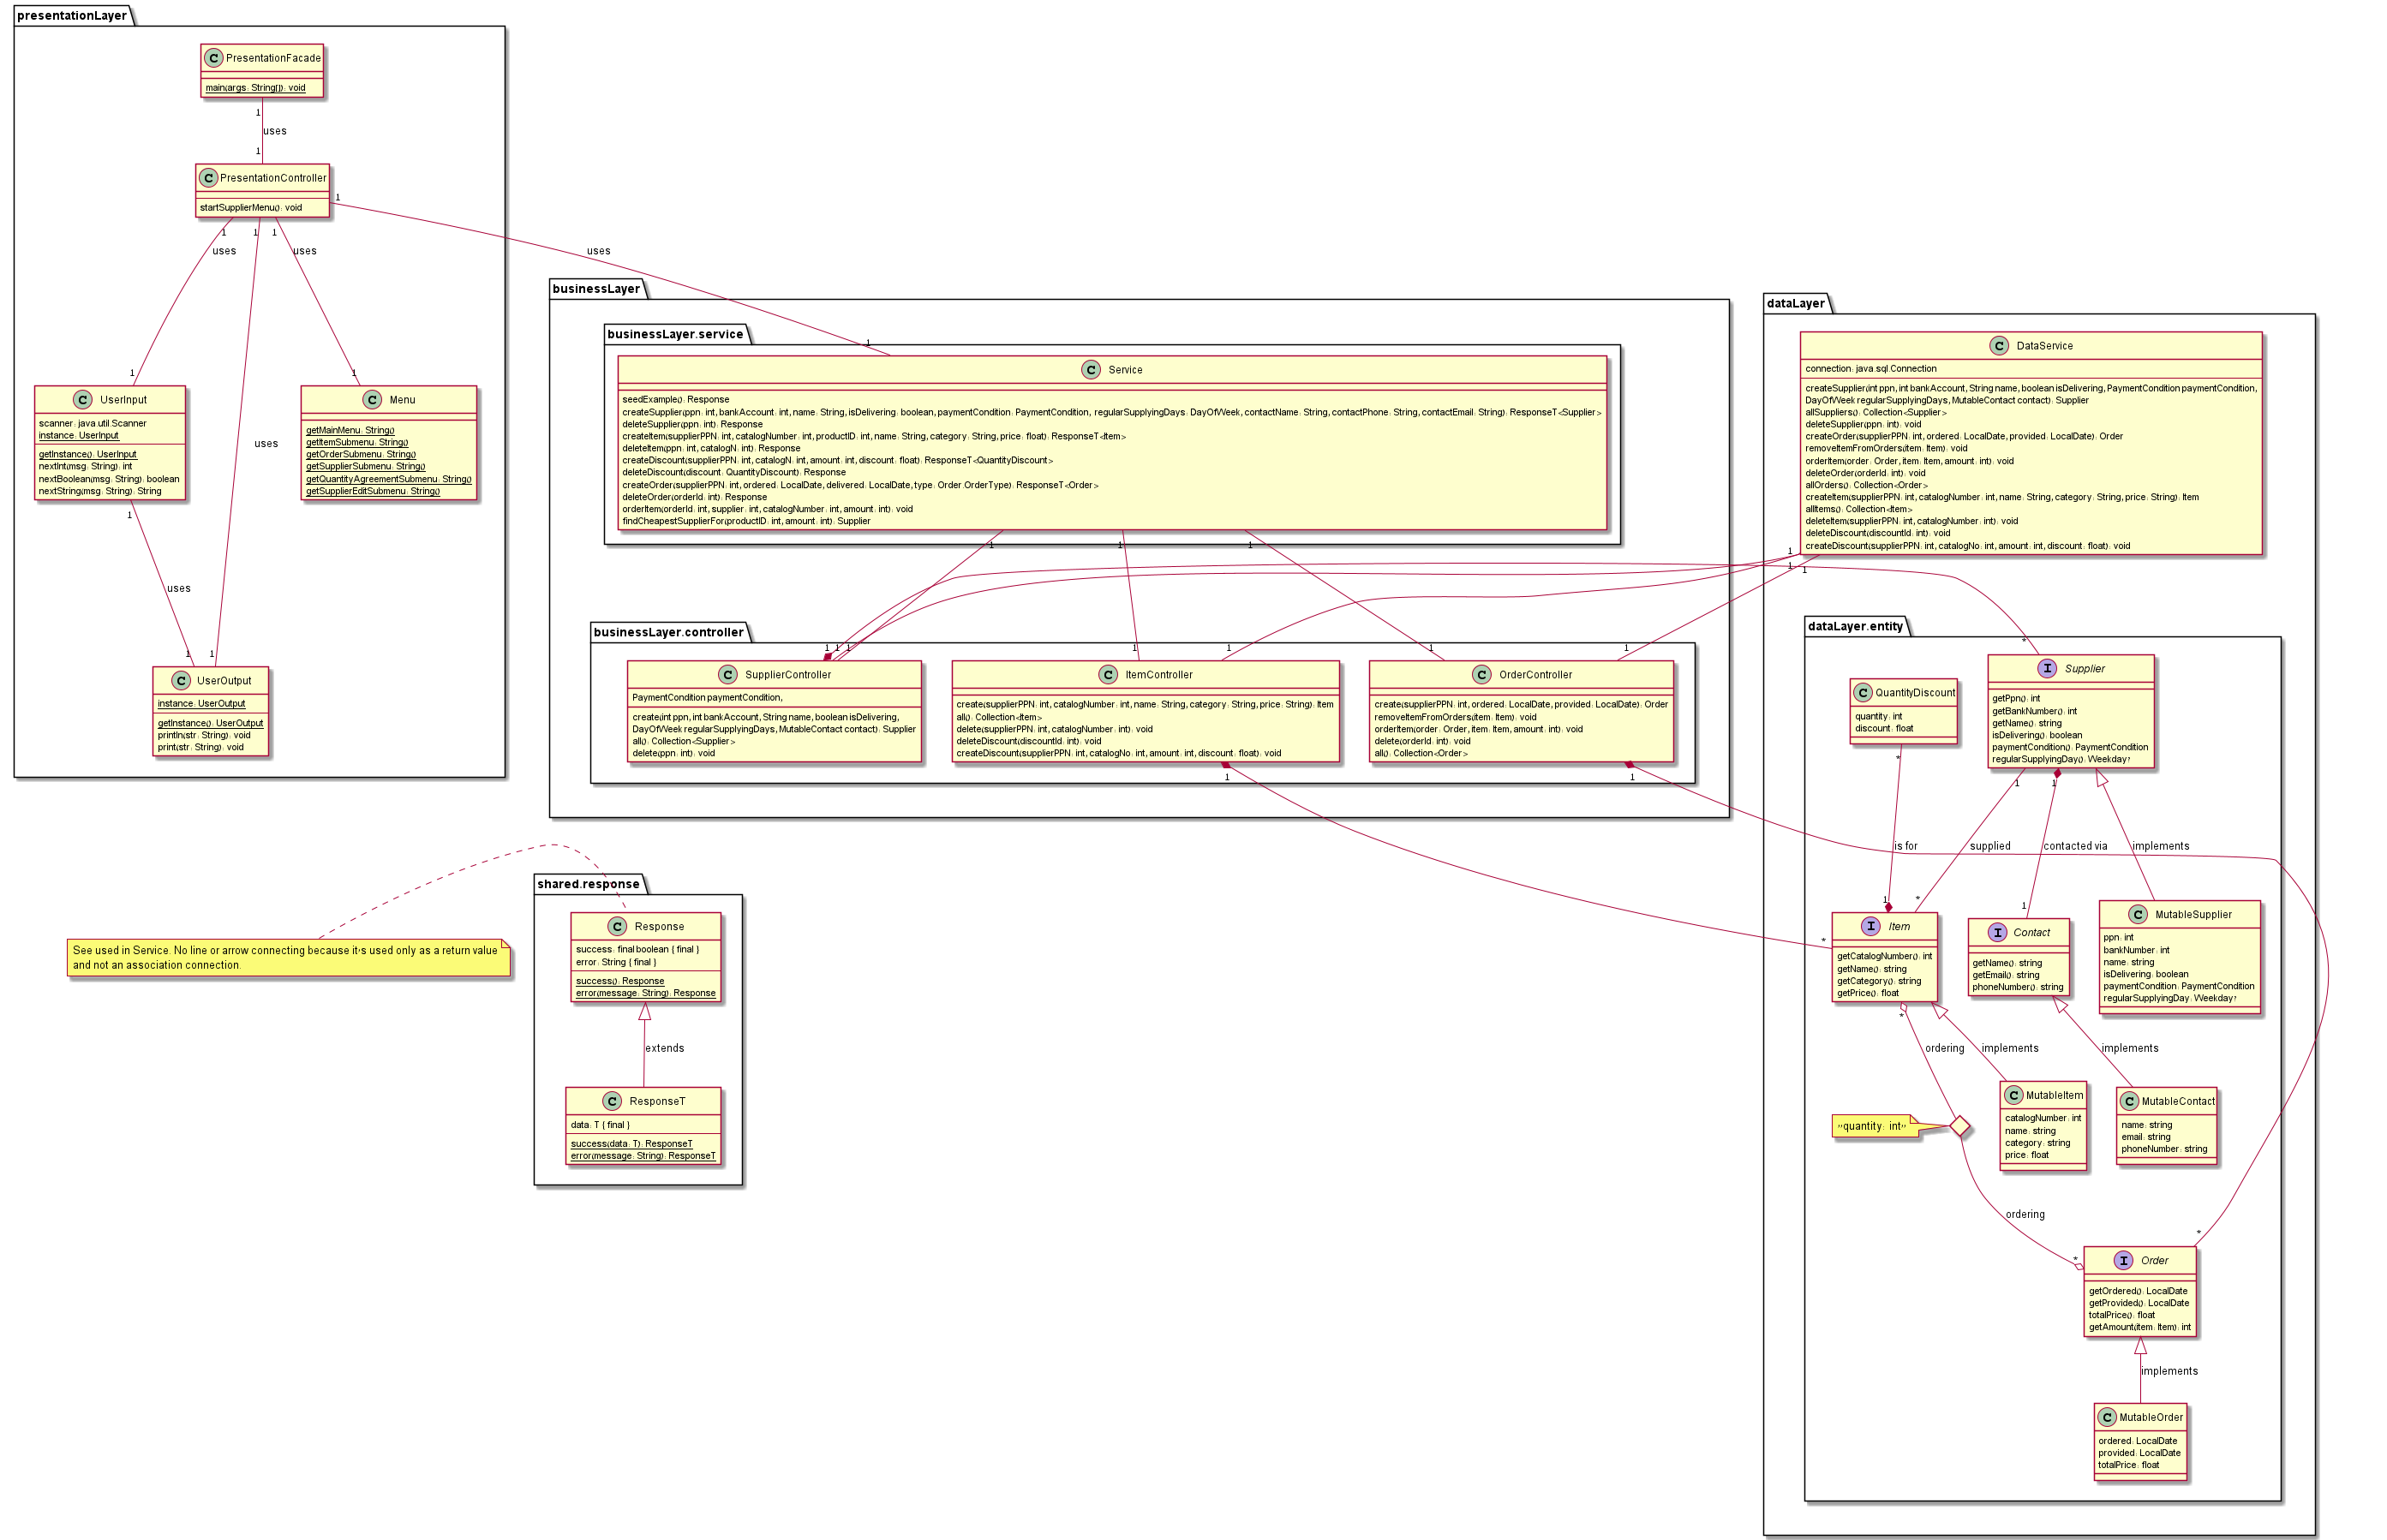 presentationLayer
PresentationFacade
main(args: String[]): void
1
uses
1
PresentationController
startSupplierMenu(): void
1
1
1
1
uses
uses
uses
uses
1
1
UserInput
scanner: java.util.Scanner
instance: UserInput
getInstance(): UserInput
nextInt(msg: String): int
nextBoolean(msg: String): boolean
nextString(msg: String): String
Menu
getMainMenu: String()
getItemSubmenu: String()
getOrderSubmenu: String()
getSupplierSubmenu: String()
getQuantityAgreementSubmenu: String()
getSupplierEditSubmenu: String()
1
uses
1
1
UserOutput
instance: UserOutput
getInstance(): UserOutput
println(str: String): void
print(str: String): void
businessLayer
businessLayer.service
1
Service
seedExample(): Response
createSupplier(ppn: int, bankAccount: int, name: String, isDelivering: boolean, paymentCondition: PaymentCondition, regularSupplyingDays: DayOfWeek, contactName: String, contactPhone: String, contactEmail: String): ResponseT<Supplier>
deleteSupplier(ppn: int): Response
createItem(supplierPPN: int, catalogNumber: int, productID: int, name: String, category: String, price: float): ResponseT<Item>
deleteItem(ppn: int, catalogN: int): Response
createDiscount(supplierPPN: int, catalogN: int, amount: int, discount: float): ResponseT<QuantityDiscount>
deleteDiscount(discount: QuantityDiscount): Response
createOrder(supplierPPN: int, ordered: LocalDate, delivered: LocalDate, type: Order.OrderType): ResponseT<Order>
deleteOrder(orderId: int): Response
orderItem(orderId: int, supplier: int, catalogNumber: int, amount: int): void
findCheapestSupplierFor(productID: int, amount: int): Supplier
1
1
1
businessLayer.controller
1
1
1
1
1
1
1
SupplierController
PaymentCondition paymentCondition,
create(int ppn, int bankAccount, String name, boolean isDelivering,
DayOfWeek regularSupplyingDays, MutableContact contact): Supplier
all(): Collection<Supplier>
delete(ppn: int): void
ItemController
create(supplierPPN: int, catalogNumber: int, name: String, category: String, price: String): Item
all(): Collection<Item>
delete(supplierPPN: int, catalogNumber: int): void
deleteDiscount(discountId: int): void
createDiscount(supplierPPN: int, catalogNo: int, amount: int, discount: float): void
1
OrderController
create(supplierPPN: int, ordered: LocalDate, provided: LocalDate): Order
removeItemFromOrders(item: Item): void
orderItem(order: Order, item: Item, amount: int): void
delete(orderId: int): void
all(): Collection<Order>
1
dataLayer
DataService
connection: java.sql.Connection
createSupplier(int ppn, int bankAccount, String name, boolean isDelivering, PaymentCondition paymentCondition,
DayOfWeek regularSupplyingDays, MutableContact contact): Supplier
allSuppliers(): Collection<Supplier>
deleteSupplier(ppn: int): void
createOrder(supplierPPN: int, ordered: LocalDate, provided: LocalDate): Order
removeItemFromOrders(item: Item): void
orderItem(order: Order, item: Item, amount: int): void
deleteOrder(orderId: int): void
allOrders(): Collection<Order>
createItem(supplierPPN: int, catalogNumber: int, name: String, category: String, price: String): Item
allItems(): Collection<Item>
deleteItem(supplierPPN: int, catalogNumber: int): void
deleteDiscount(discountId: int): void
createDiscount(supplierPPN: int, catalogNo: int, amount: int, discount: float): void
1
1
1
dataLayer.entity
*
QuantityDiscount
quantity: int
discount: float
*
Supplier
getPpn(): int
getBankNumber(): int
getName(): string
isDelivering(): boolean
paymentCondition(): PaymentCondition
regularSupplyingDay(): Weekday?
1
1
is for
supplied
contacted via
implements
1
*
*
1
Item
getCatalogNumber(): int
getName(): string
getCategory(): string
getPrice(): float
*
Contact
getName(): string
getEmail(): string
phoneNumber(): string
MutableSupplier
ppn: int
bankNumber: int
name: string
isDelivering: boolean
paymentCondition: PaymentCondition
regularSupplyingDay: Weekday?
ordering
implements
implements
"quantity: int"
MutableItem
catalogNumber: int
name: string
category: string
price: float
MutableContact
name: string
email: string
phoneNumber: string
ordering
*
*
Order
getOrdered(): LocalDate
getProvided(): LocalDate
totalPrice(): float
getAmount(item: Item): int
implements
MutableOrder
ordered: LocalDate
provided: LocalDate
totalPrice: float
See used in Service. No line or arrow connecting because it's used only as a return value
and not an association connection.
shared.response
Response
success: final boolean { final }
error: String { final }
success(): Response
error(message: String): Response
extends
ResponseT
data: T { final }
success(data: T): ResponseT
error(message: String): ResponseT